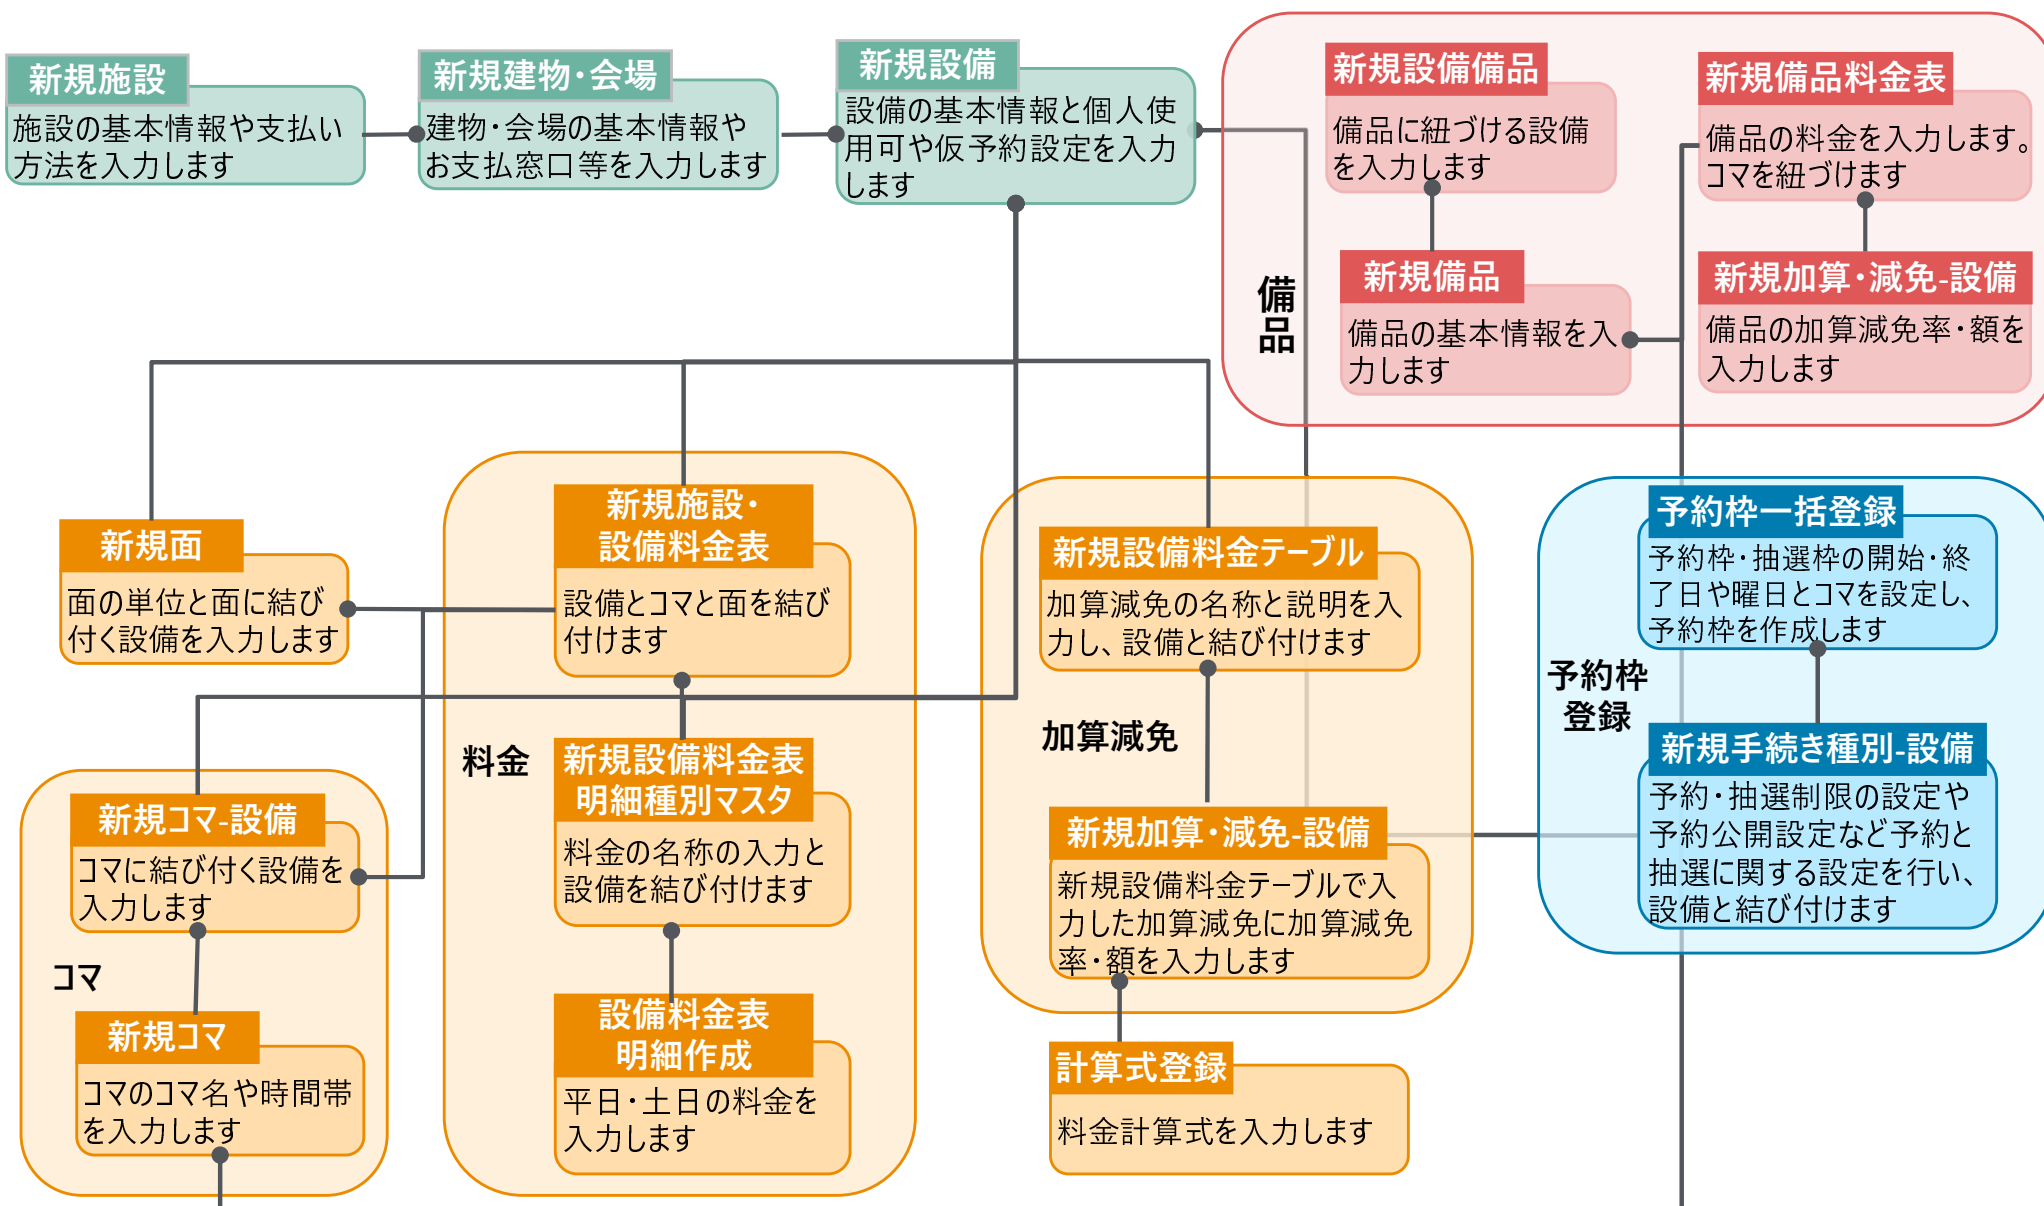 新規施設
施設の基本情報や支払い
方法を入力します
新規建物・会場
建物・会場の基本情報や
お支払窓口等を入力します
新規設備
設備の基本情報と個人使
用可や仮予約設定を入力
します
備品
新規設備備品
備品に紐づける設備
を入力します
新規備品料金表
備品の料金を入力します。
コマを紐づけます
新規備品
備品の基本情報を入
力します
新規加算・減免-設備
備品の加算減免率・額を
入力します
新規面
面の単位と面に結び
付く設備を入力します
料金
新規施設・
設備料金表
設備とコマと面を結び
付けます
新規設備料金表
明細種別マスタ
料金の名称の入力と
設備を結び付けます
設備料金表
明細作成
平日・土日の料金を
入力します
加算減免
新規設備料金テーブル
加算減免の名称と説明を入
力し、設備と結び付けます
新規加算・減免-設備
新規設備料金テーブルで入
力した加算減免に加算減免
率・額を入力します
計算式登録
料金計算式を入力します
予約枠
登録
予約枠一括登録
予約枠・抽選枠の開始・終
了日や曜日とコマを設定し、
予約枠を作成します
新規手続き種別-設備
予約・抽選制限の設定や
予約公開設定など予約と
抽選に関する設定を行い、
設備と結び付けます
コマ
新規コマ-設備
コマに結び付く設備を
入力します
新規コマ
コマのコマ名や時間帯
を入力します